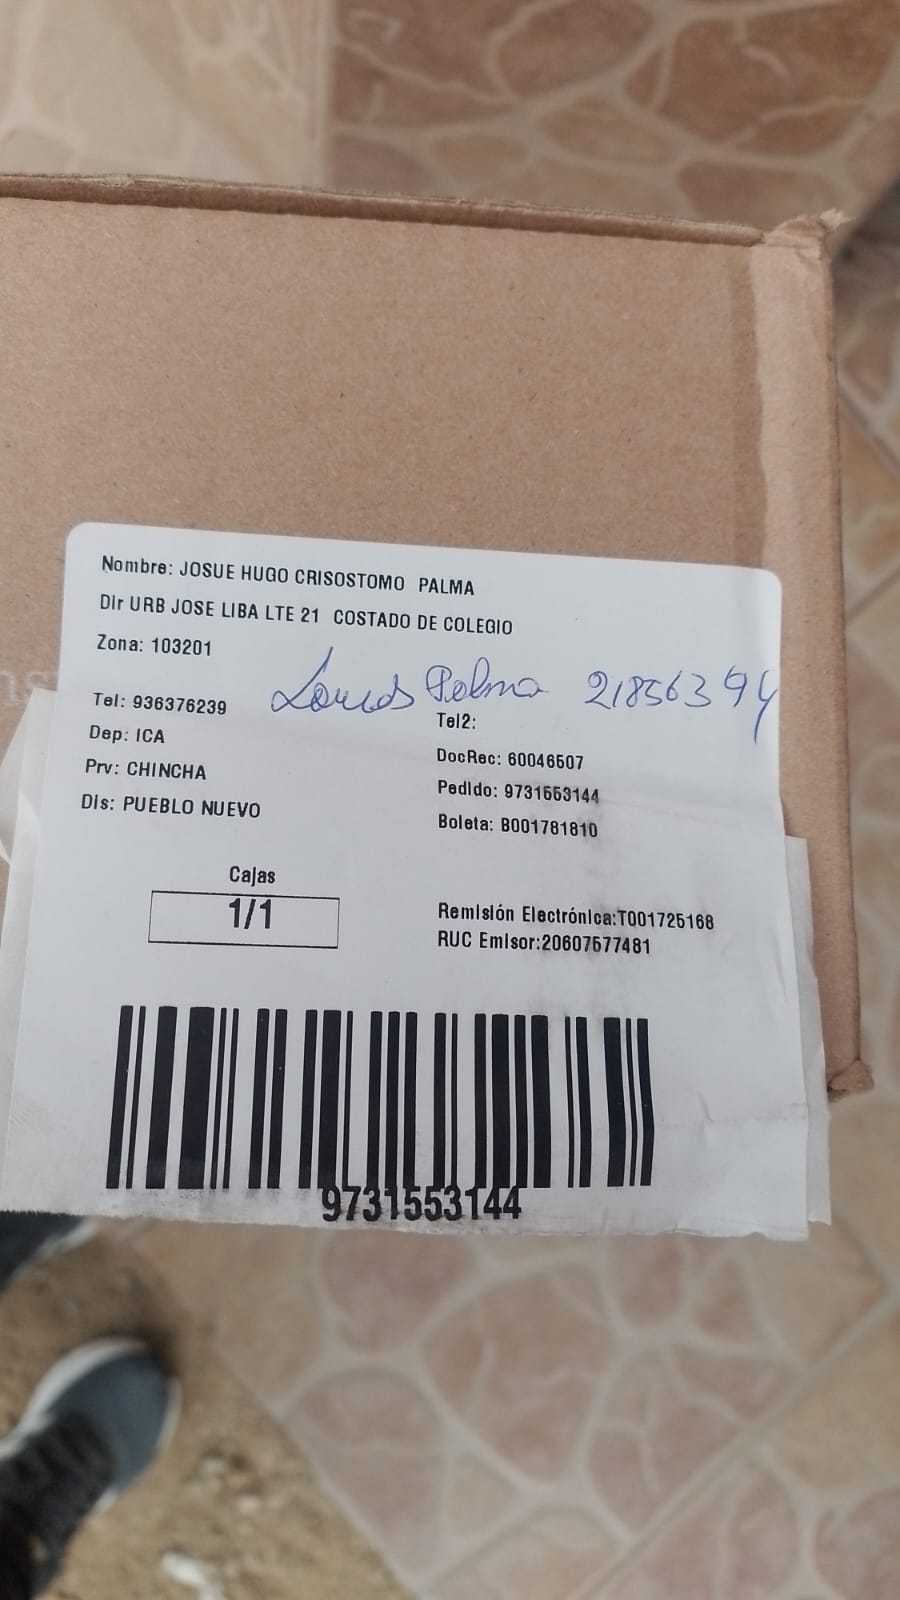 Nombre: JOSUE HUGO CRISOSTOMO PALMA
Dir URB JOSE LIBA LTE 21 COSTADO DE COLEGIO
Zona: 103201
Palma 21856394
Tel: 936376239
Tel2:
Dep: ICA
DocRec: 60046507
Prv: CHINCHA
Pedido: 9731553144
Dis: PUEBLO NUEVO
Boleta: B001781810
Cajas
1/1
Remisión Electrónica:T001725168
RUC Emisor:20607577481
9731553144